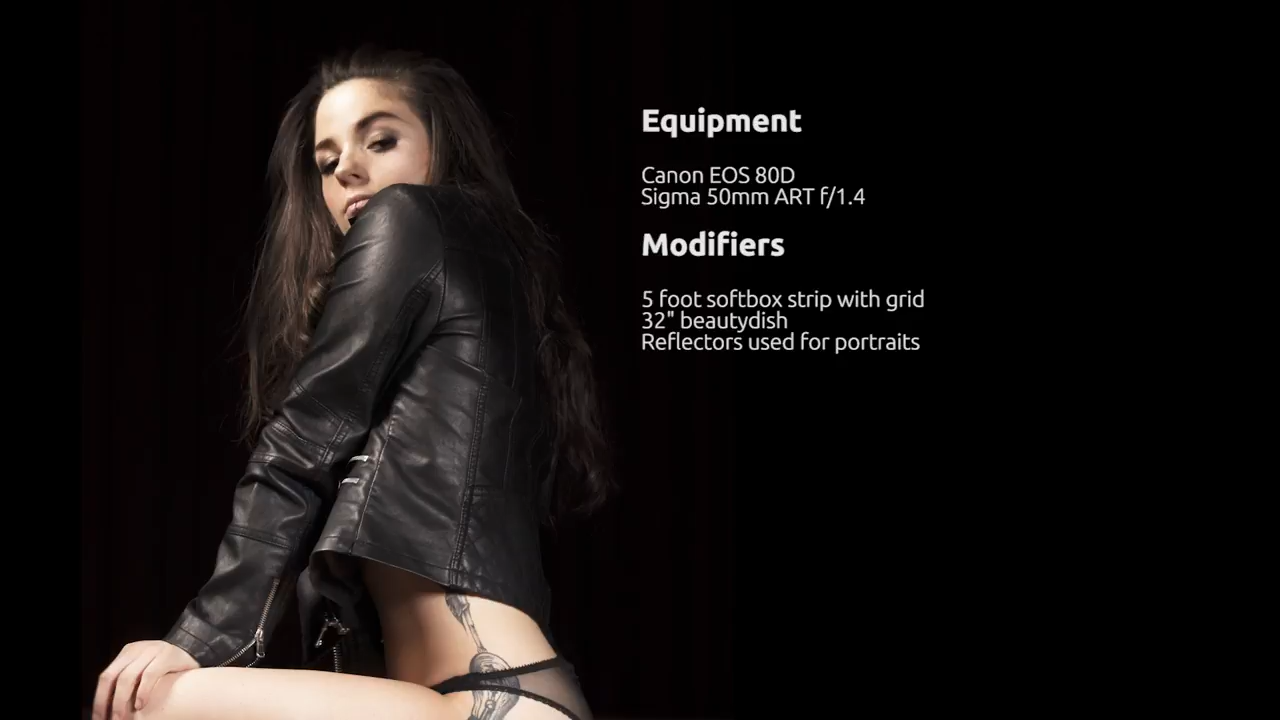 Equipment
Canon EOS 80D
Sigma 50mm ART f/1.4
Modifiers
5 foot softbox strip with grid
32" beautydish
Reflectors used for portraits